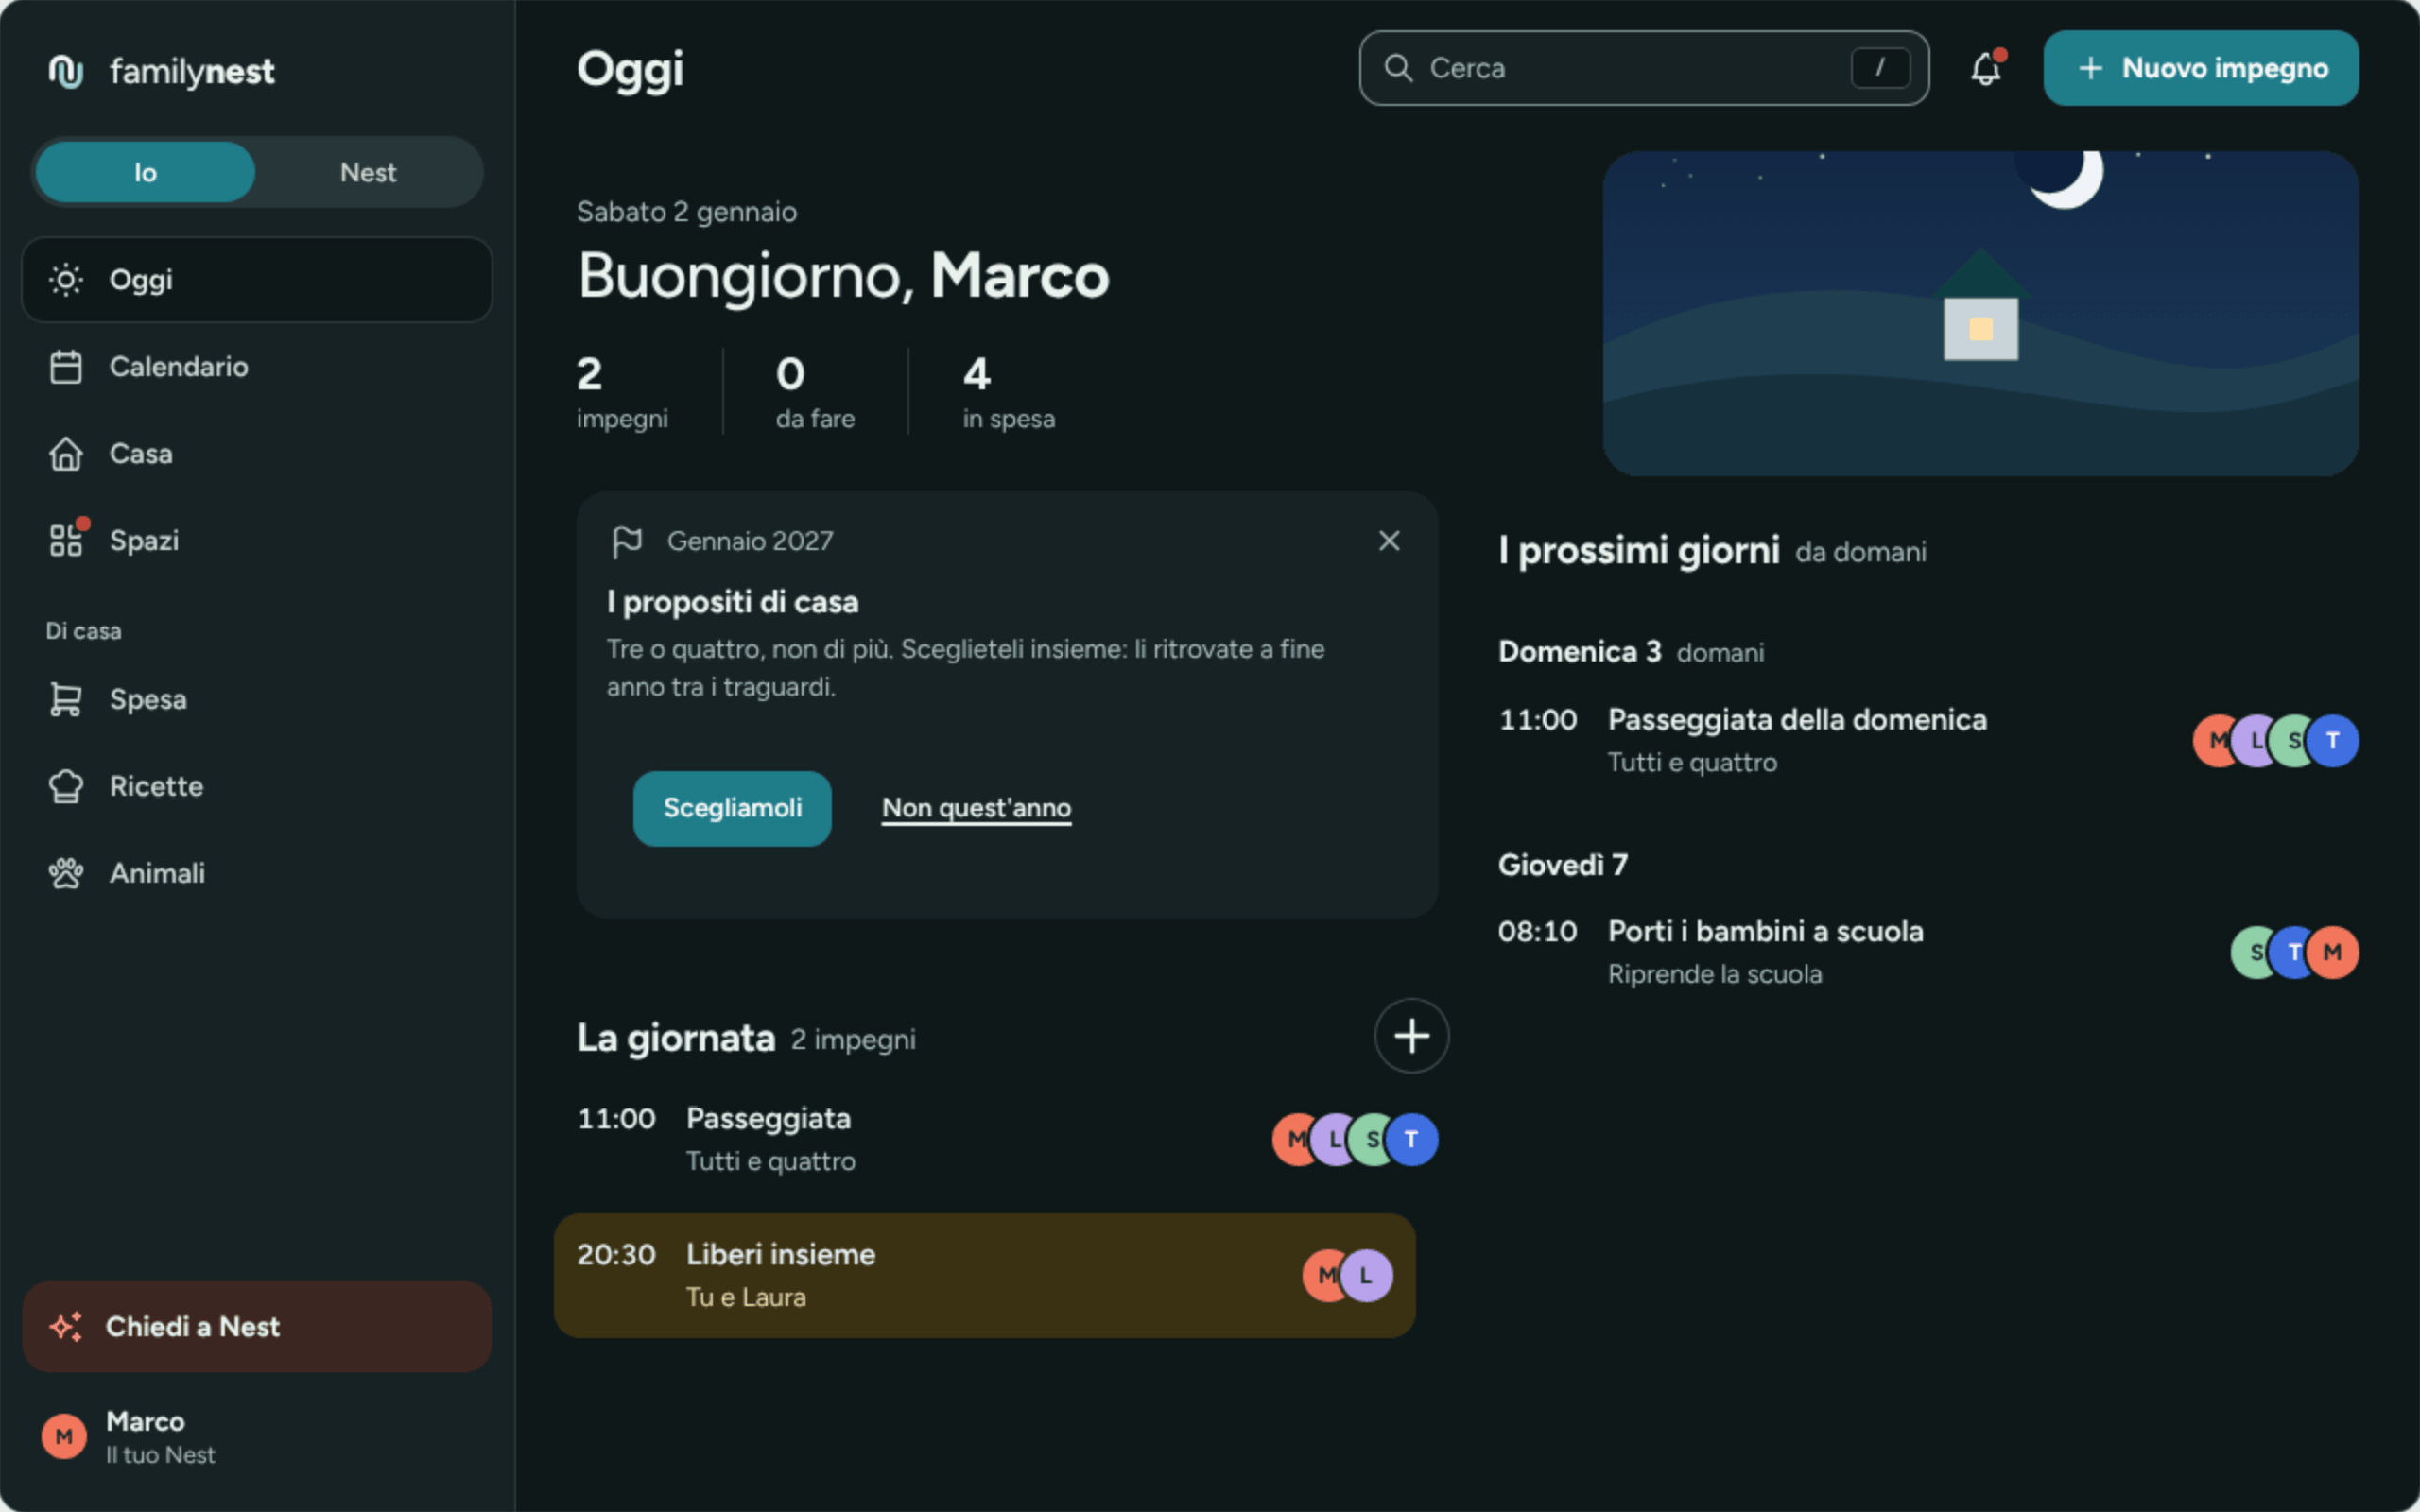 familynest
Io
Nest
Oggi
Calendario
Casa
Spazi
Di casa
Spesa
Ricette
Animali
Chiedi a Nest
M
Marco
Il tuo Nest
Oggi
Cerca
/
+ Nuovo impegno
Sabato 2 gennaio
Buongiorno, Marco
2
impegni
0
da fare
4
in spesa
Gennaio 2027
I propositi di casa
Tre o quattro, non di più. Sceglieteli insieme: li ritrovate a fine
anno tra i traguardi.
Scegliamoli
Non quest'anno
La giornata 2 impegni
11:00 Passeggiata
Tutti e quattro
M L S T
20:30 Liberi insieme
Tu e Laura
M L
I prossimi giorni da domani
Domenica 3 domani
11:00 Passeggiata della domenica
Tutti e quattro
M L S T
Giovedì 7
08:10 Porti i bambini a scuola
Riprende la scuola
S T M